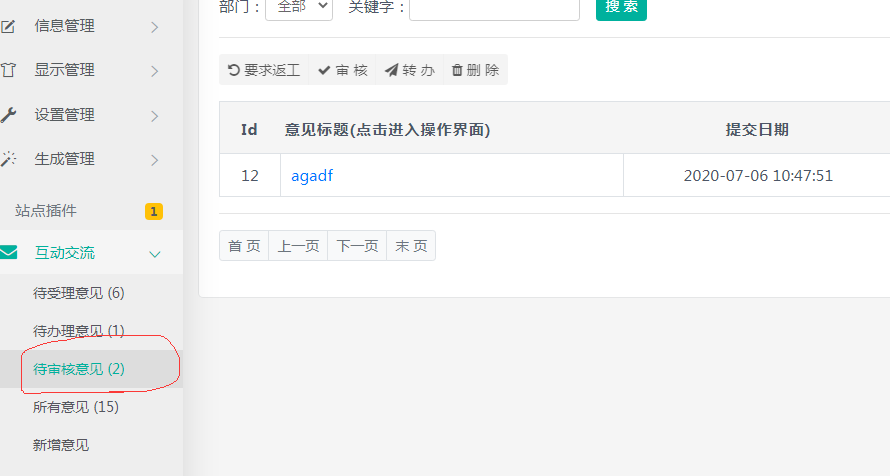 信息管理
显示管理
设置管理
生成管理
站点插件 1
互动交流
待受理意见 (6)
待办理意见 (1)
待审核意见 (2)
所有意见 (15)
新增意见
部门： 全部 关键字： 搜 索
要求返工 审 核 转 办 删 除
Id 意见标题(点击进入操作界面) 提交日期
12 agadf 2020-07-06 10:47:51
首 页 上一页 下一页 末 页